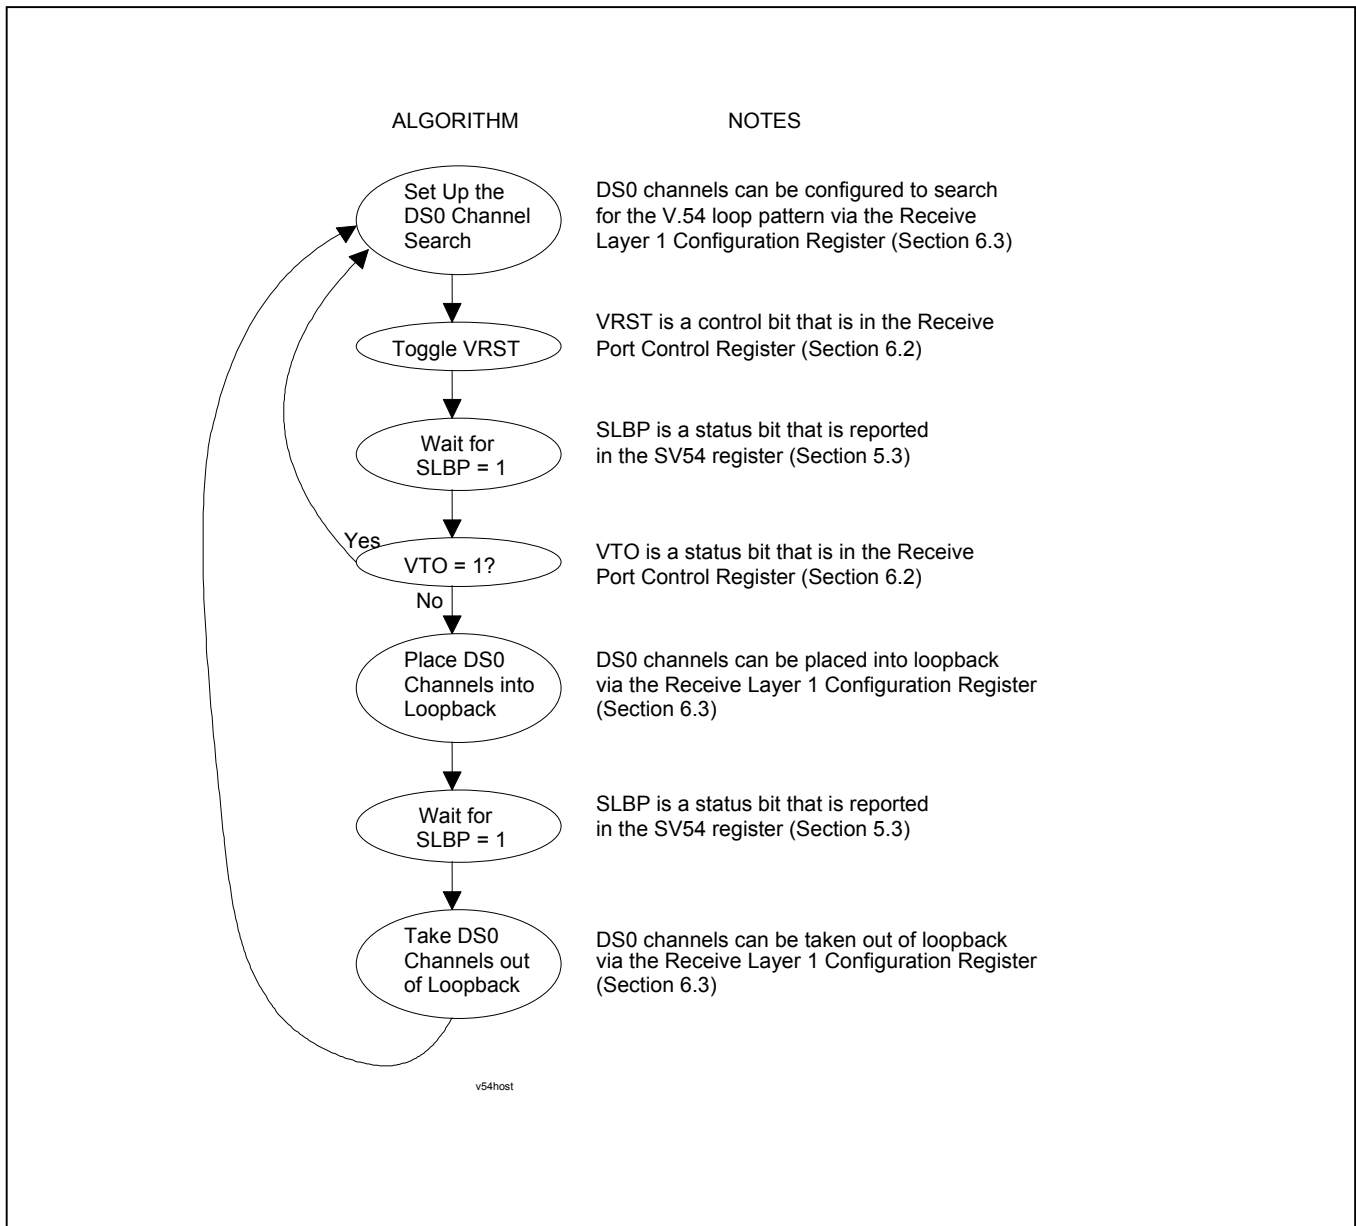 ALGORITHM
NOTES
Set Up the
DS0 Channel
Search
DS0 channels can be configured to search
for the V.54 loop pattern via the Receive
Layer 1 Configuration Register (Section 6.3)
Toggle VRST
VRST is a control bit that is in the Receive
Port Control Register (Section 6.2)
Wait for
SLBP = 1
SLBP is a status bit that is reported
in the SV54 register (Section 5.3)
Yes
VTO = 1?
VTO is a status bit that is in the Receive
Port Control Register (Section 6.2)
No
Place DS0
Channels into
Loopback
DS0 channels can be placed into loopback
via the Receive Layer 1 Configuration Register
(Section 6.3)
Wait for
SLBP = 1
SLBP is a status bit that is reported
in the SV54 register (Section 5.3)
Take DS0
Channels out
of Loopback
DS0 channels can be taken out of loopback
via the Receive Layer 1 Configuration Register
(Section 6.3)
v54host